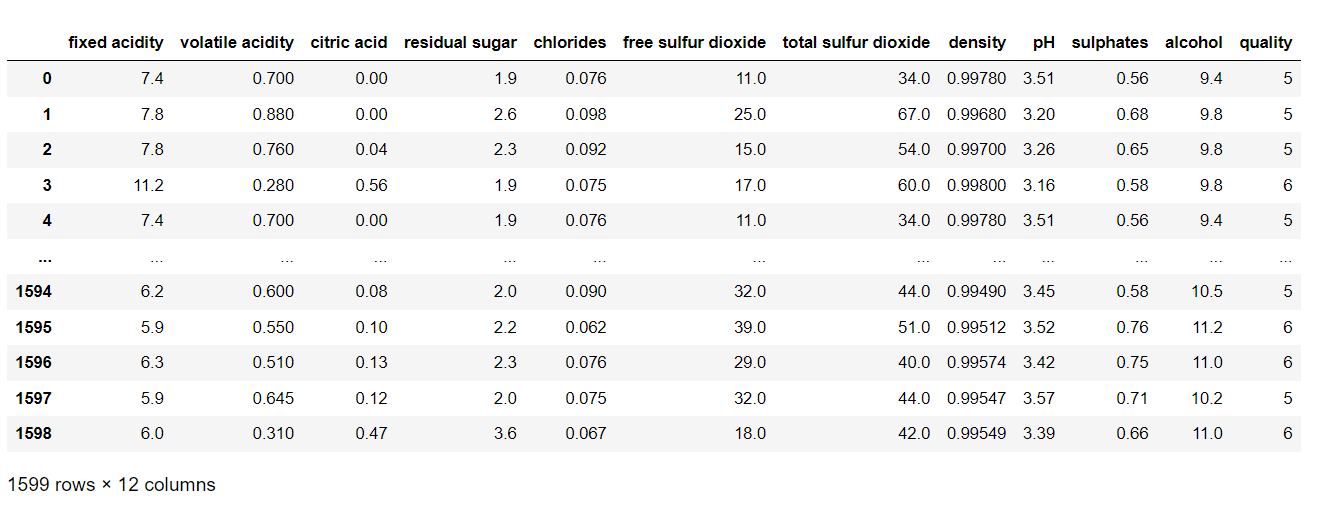 fixed acidity volatile acidity citric acid residual sugar chlorides free sulfur dioxide total sulfur dioxide density pH sulphates alcohol quality
0 7.4 0.700 0.00 1.9 0.076 11.0 34.0 0.99780 3.51 0.56 9.4 5
1 7.8 0.880 0.00 2.6 0.098 25.0 67.0 0.99680 3.20 0.68 9.8 5
2 7.8 0.760 0.04 2.3 0.092 15.0 54.0 0.99700 3.26 0.65 9.8 5
3 11.2 0.280 0.56 1.9 0.075 17.0 60.0 0.99800 3.16 0.58 9.8 6
4 7.4 0.700 0.00 1.9 0.076 11.0 34.0 0.99780 3.51 0.56 9.4 5
... ... ... ... ... ... ... ... ... ... ... ... ...
1594 6.2 0.600 0.08 2.0 0.090 32.0 44.0 0.99490 3.45 0.58 10.5 5
1595 5.9 0.550 0.10 2.2 0.062 39.0 51.0 0.99512 3.52 0.76 11.2 6
1596 6.3 0.510 0.13 2.3 0.076 29.0 40.0 0.99574 3.42 0.75 11.0 6
1597 5.9 0.645 0.12 2.0 0.075 32.0 44.0 0.99547 3.57 0.71 10.2 5
1598 6.0 0.310 0.47 3.6 0.067 18.0 42.0 0.99549 3.39 0.66 11.0 6
1599 rows × 12 columns